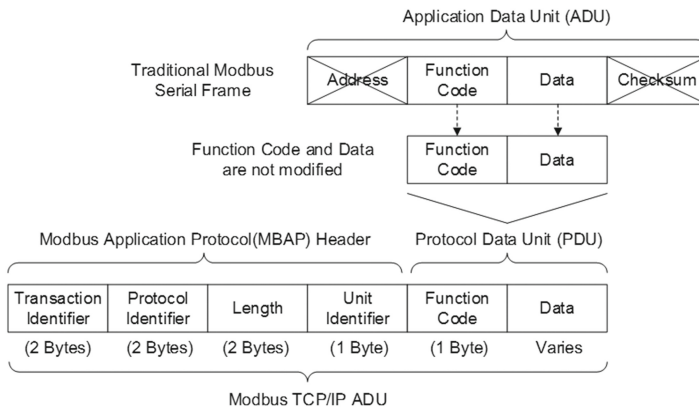 Application Data Unit (ADU)
Traditional Modbus
Serial Frame
Address
Function
Code
Data
Checksum
Function Code and Data
are not modified
Function
Code
Data
Modbus Application Protocol(MBAP) Header
Protocol Data Unit (PDU)
Transaction
Identifier
Protocol
Identifier
Length
Unit
Identifier
Function
Code
Data
(2 Bytes)
(2 Bytes)
(2 Bytes)
(1 Byte)
(1 Byte)
Varies
Modbus TCP/IP ADU